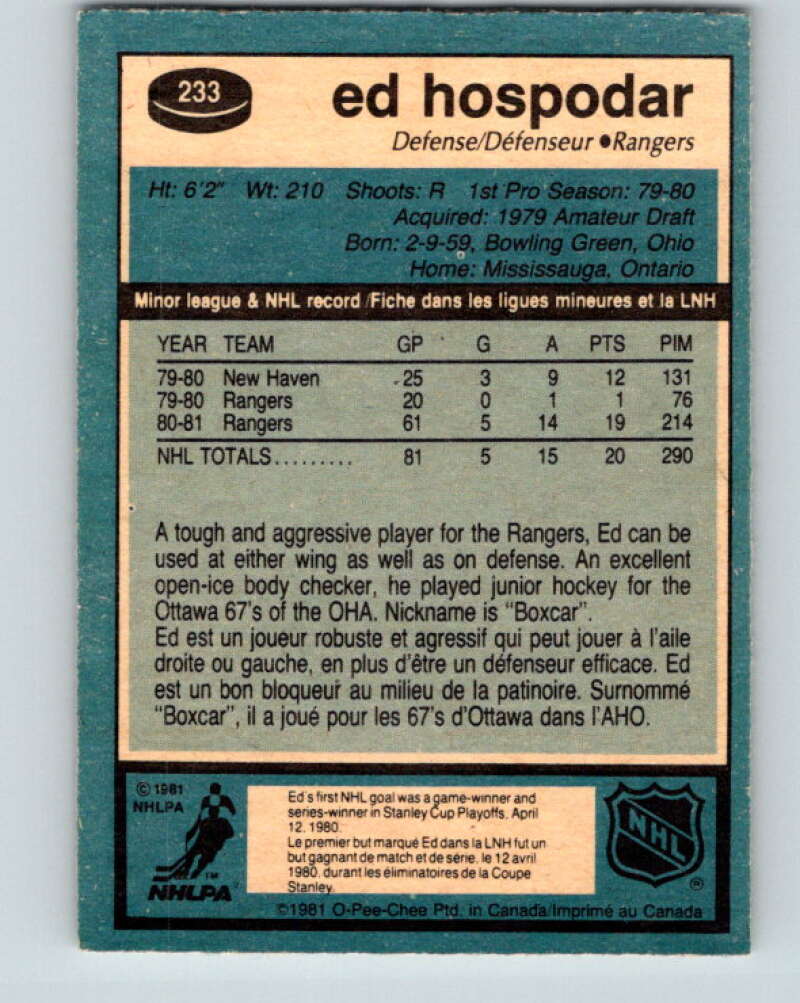 233
ed hospodar
Defense/Défenseur ●Rangers
Ht: 6'2" Wt: 210 Shoots: R 1st Pro Season: 79-80
Acquired: 1979 Amateur Draft
Born: 2-9-59, Bowling Green, Ohio
Home: Mississauga, Ontario
Minor league & NHL record /Fiche dans les ligues mineures et la LNH
YEAR TEAM GP G A PTS PIM
79-80 New Haven 25 3 9 12 131
79-80 Rangers 20 0 1 1 76
80-81 Rangers 61 5 14 19 214
NHL TOTALS......... 81 5 15 20 290
A tough and aggressive player for the Rangers, Ed can be
used at either wing as well as on defense. An excellent
open-ice body checker, he played junior hockey for the
Ottawa 67's of the OHA. Nickname is "Boxcar".
Ed est un joueur robuste et agressif qui peut jouer à l'aile
droite ou gauche, en plus d'être un défenseur efficace. Ed
est un bon bloqueur au milieu de la patinoire. Surnommé
"Boxcar", il a joué pour les 67's d'Ottawa dans l'AHO.
© 1981
NHLPA
TM
NHLPA
Ed's first NHL goal was a game-winner and
series-winner in Stanley Cup Playoffs, April
12, 1980.
Le premier but marqué Ed dans la LNH fut un
but gagnant de match et de série, le 12 avril
1980, durant les éliminatoires de la Coupe
Stanley.
NHL
®
©1981 O-Pee-Chee Ptd. in Canada/Imprimé au Canada